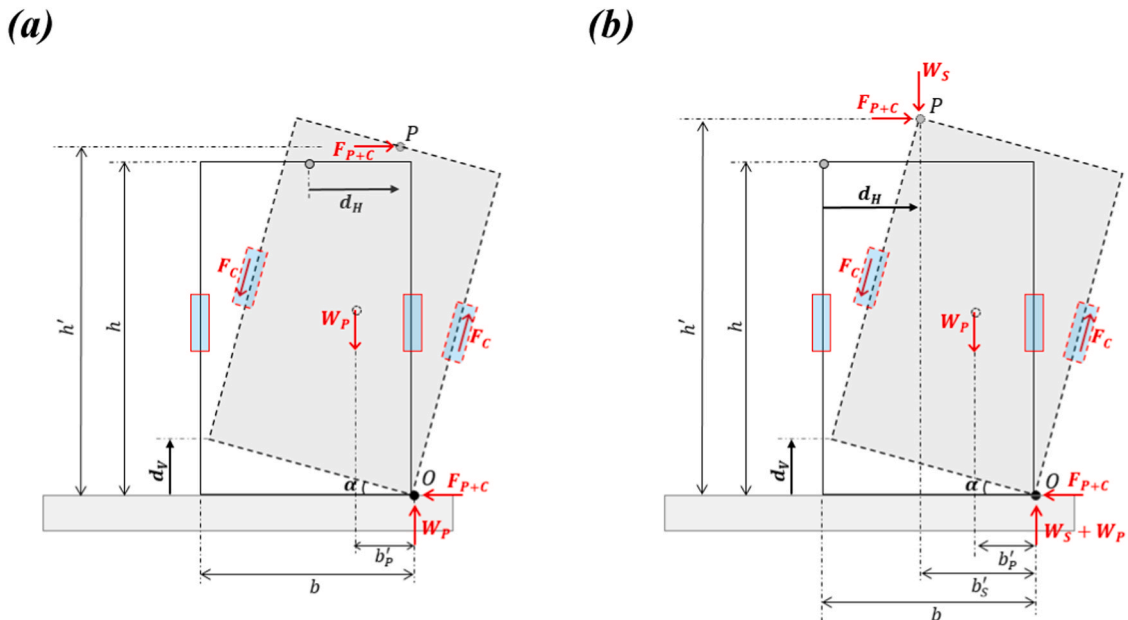 (a)
(b)
W_S
F_{P+C}
P
F_{P+C}
P
d_H
d_H
F_C
F_C
h′
h
W_P
F_C
h′
h
W_P
F_C
d_V
α
O
F_{P+C}
d_V
α
O
F_{P+C}
W_P
W_S + W_P
b′_P
b′_P
b
b′_S
b